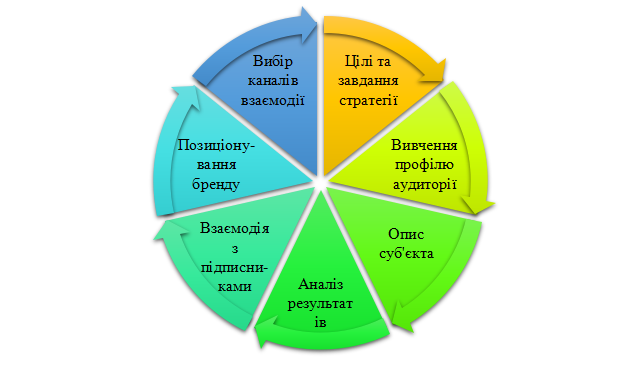 Цілі та
завдання
стратегії
Вивчення
профілю
аудиторії
Опис
суб'єкта
Аналіз
результат
ів
Взаємодія
з
підписни-
ками
Позиціону-
вання
бренду
Вибір
каналів
взаємодії